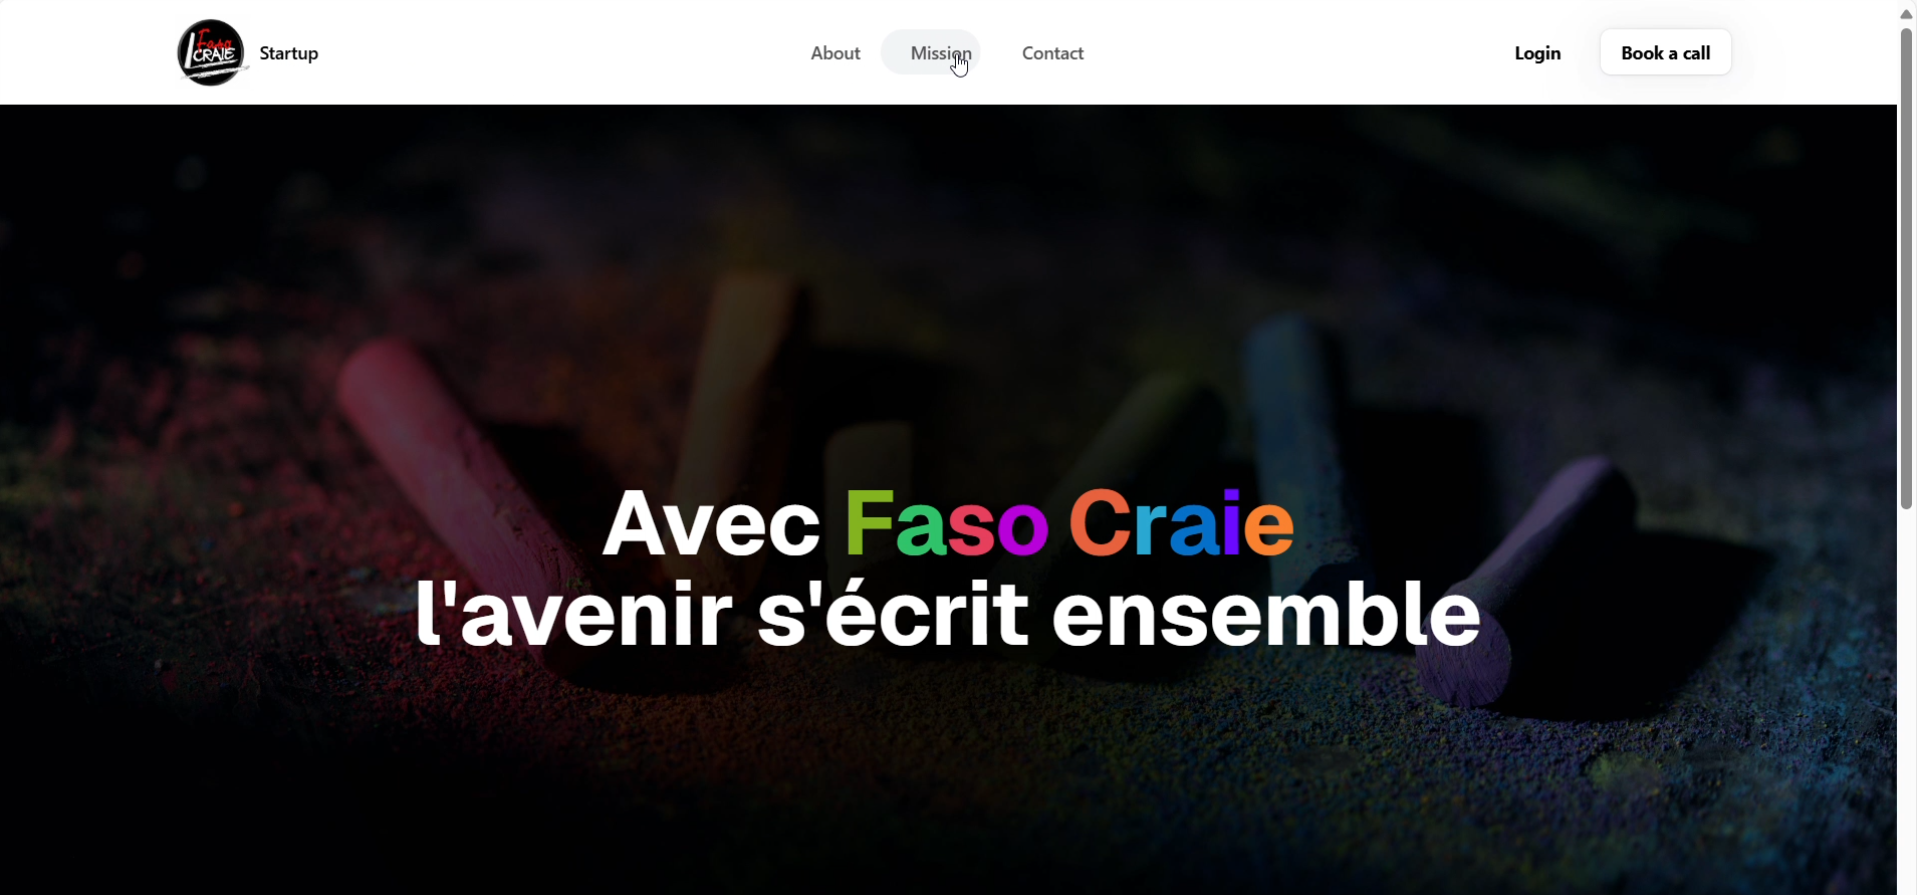 Faso
CRAIE
Startup
About
Mission
Contact
Login
Book a call
Avec Faso Craie
l'avenir s'écrit ensemble